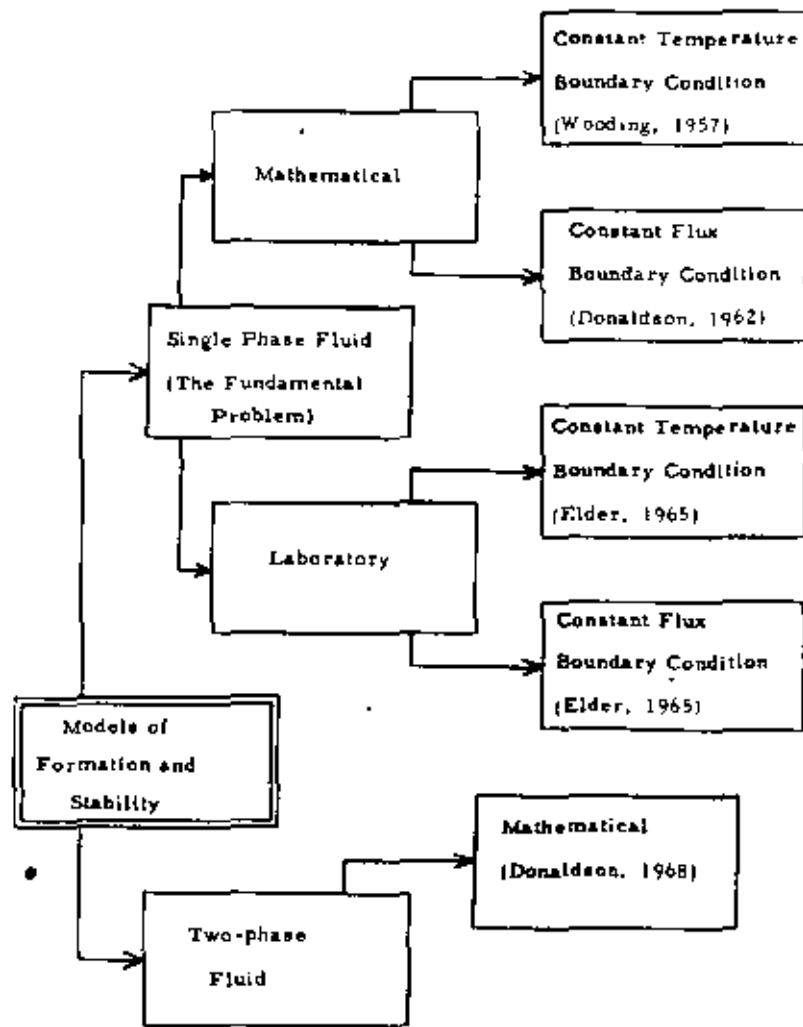 Constant Temperature
Boundary Condition
(Wooding, 1957)
Mathematical
Constant Flux
Boundary Condition
(Donaldson, 1962)
Single Phase Fluid
(The Fundamental
Problem)
Constant Temperature
Boundary Condition
(Elder, 1965)
Laboratory
Constant Flux
Boundary Condition
(Elder, 1965)
Models of
Formation and
Stability
Mathematical
(Donaldson, 1968)
Two-phase
Fluid